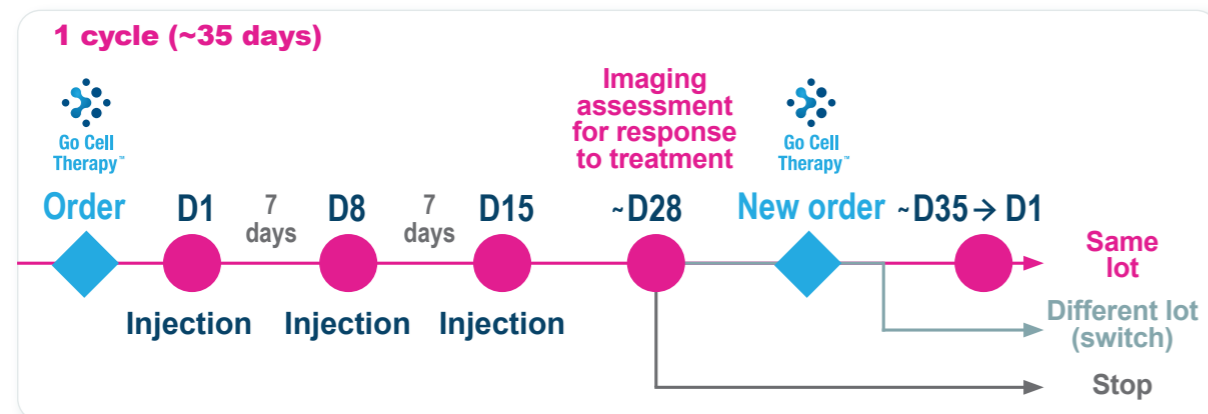 1 cycle (~35 days)
Imaging
assessment
for response
to treatment
Go Cell
Therapy™
Go Cell
Therapy™
Order
D1
7
days
D8
7
days
D15
~D28
New order
~D35 → D1
Injection
Injection
Injection
Same
lot
Different lot
(switch)
Stop